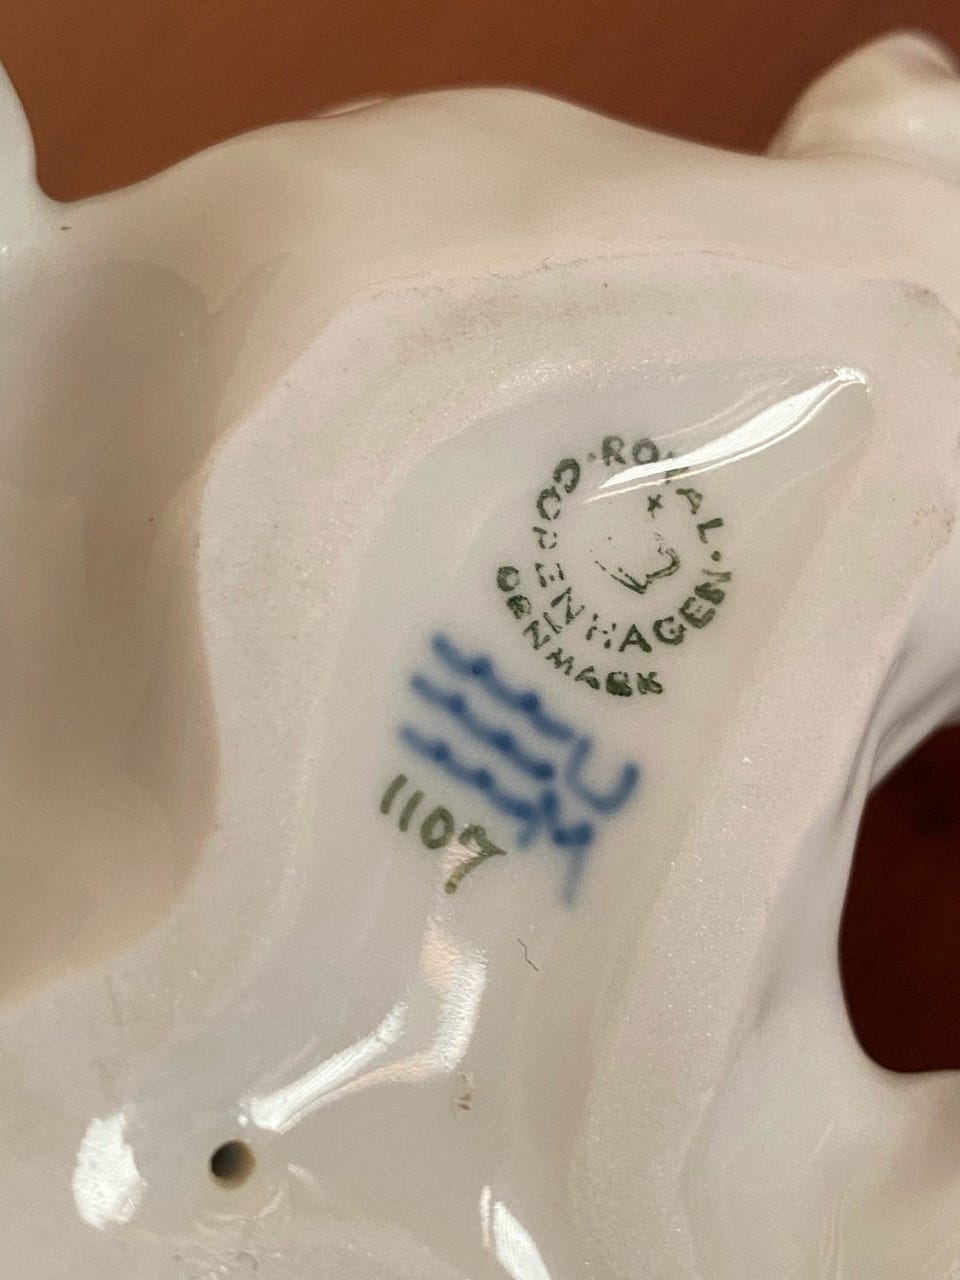 ROYAL·
COPENHAGEN
DENMARK
1107